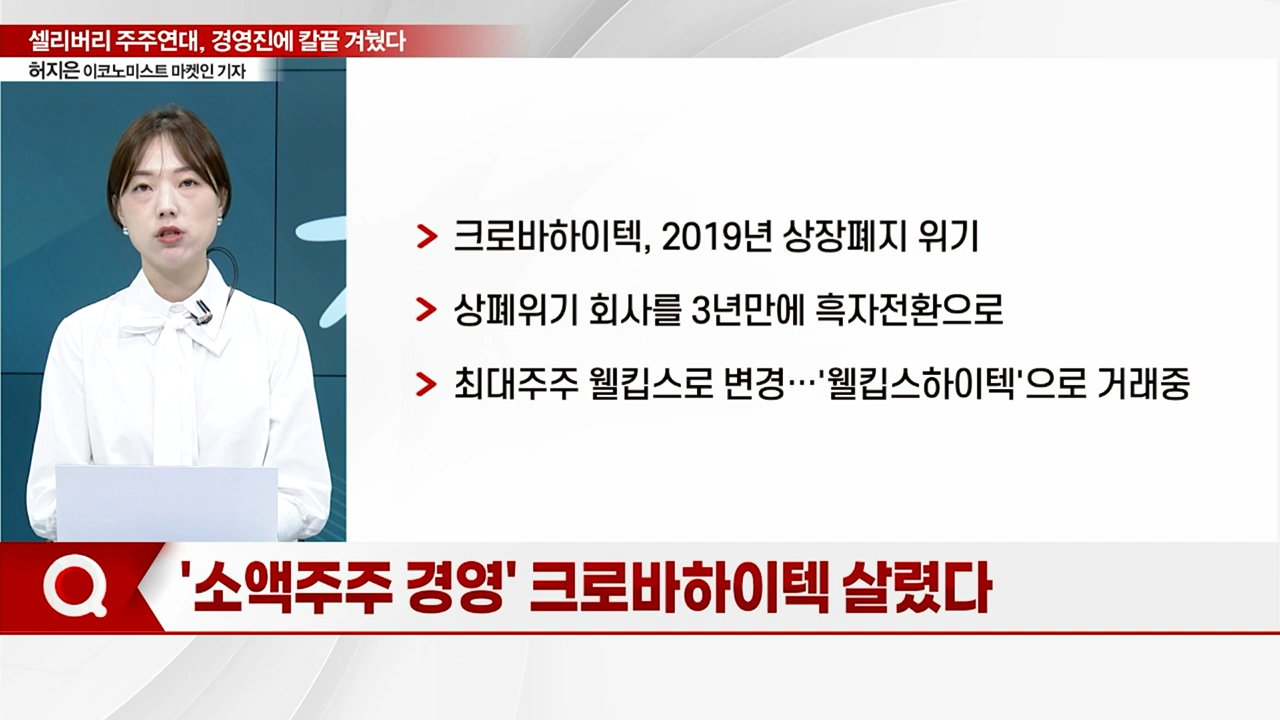 셀리버리 주주연대, 경영진에 칼끝 겨눴다
허지은 이코노미스트 마켓인 기자
크로바하이텍, 2019년 상장폐지 위기
상폐위기 회사를 3년만에 흑자전환으로
최대주주 웰킵스로 변경…'웰킵스하이텍'으로 거래중
'소액주주 경영' 크로바하이텍 살렸다